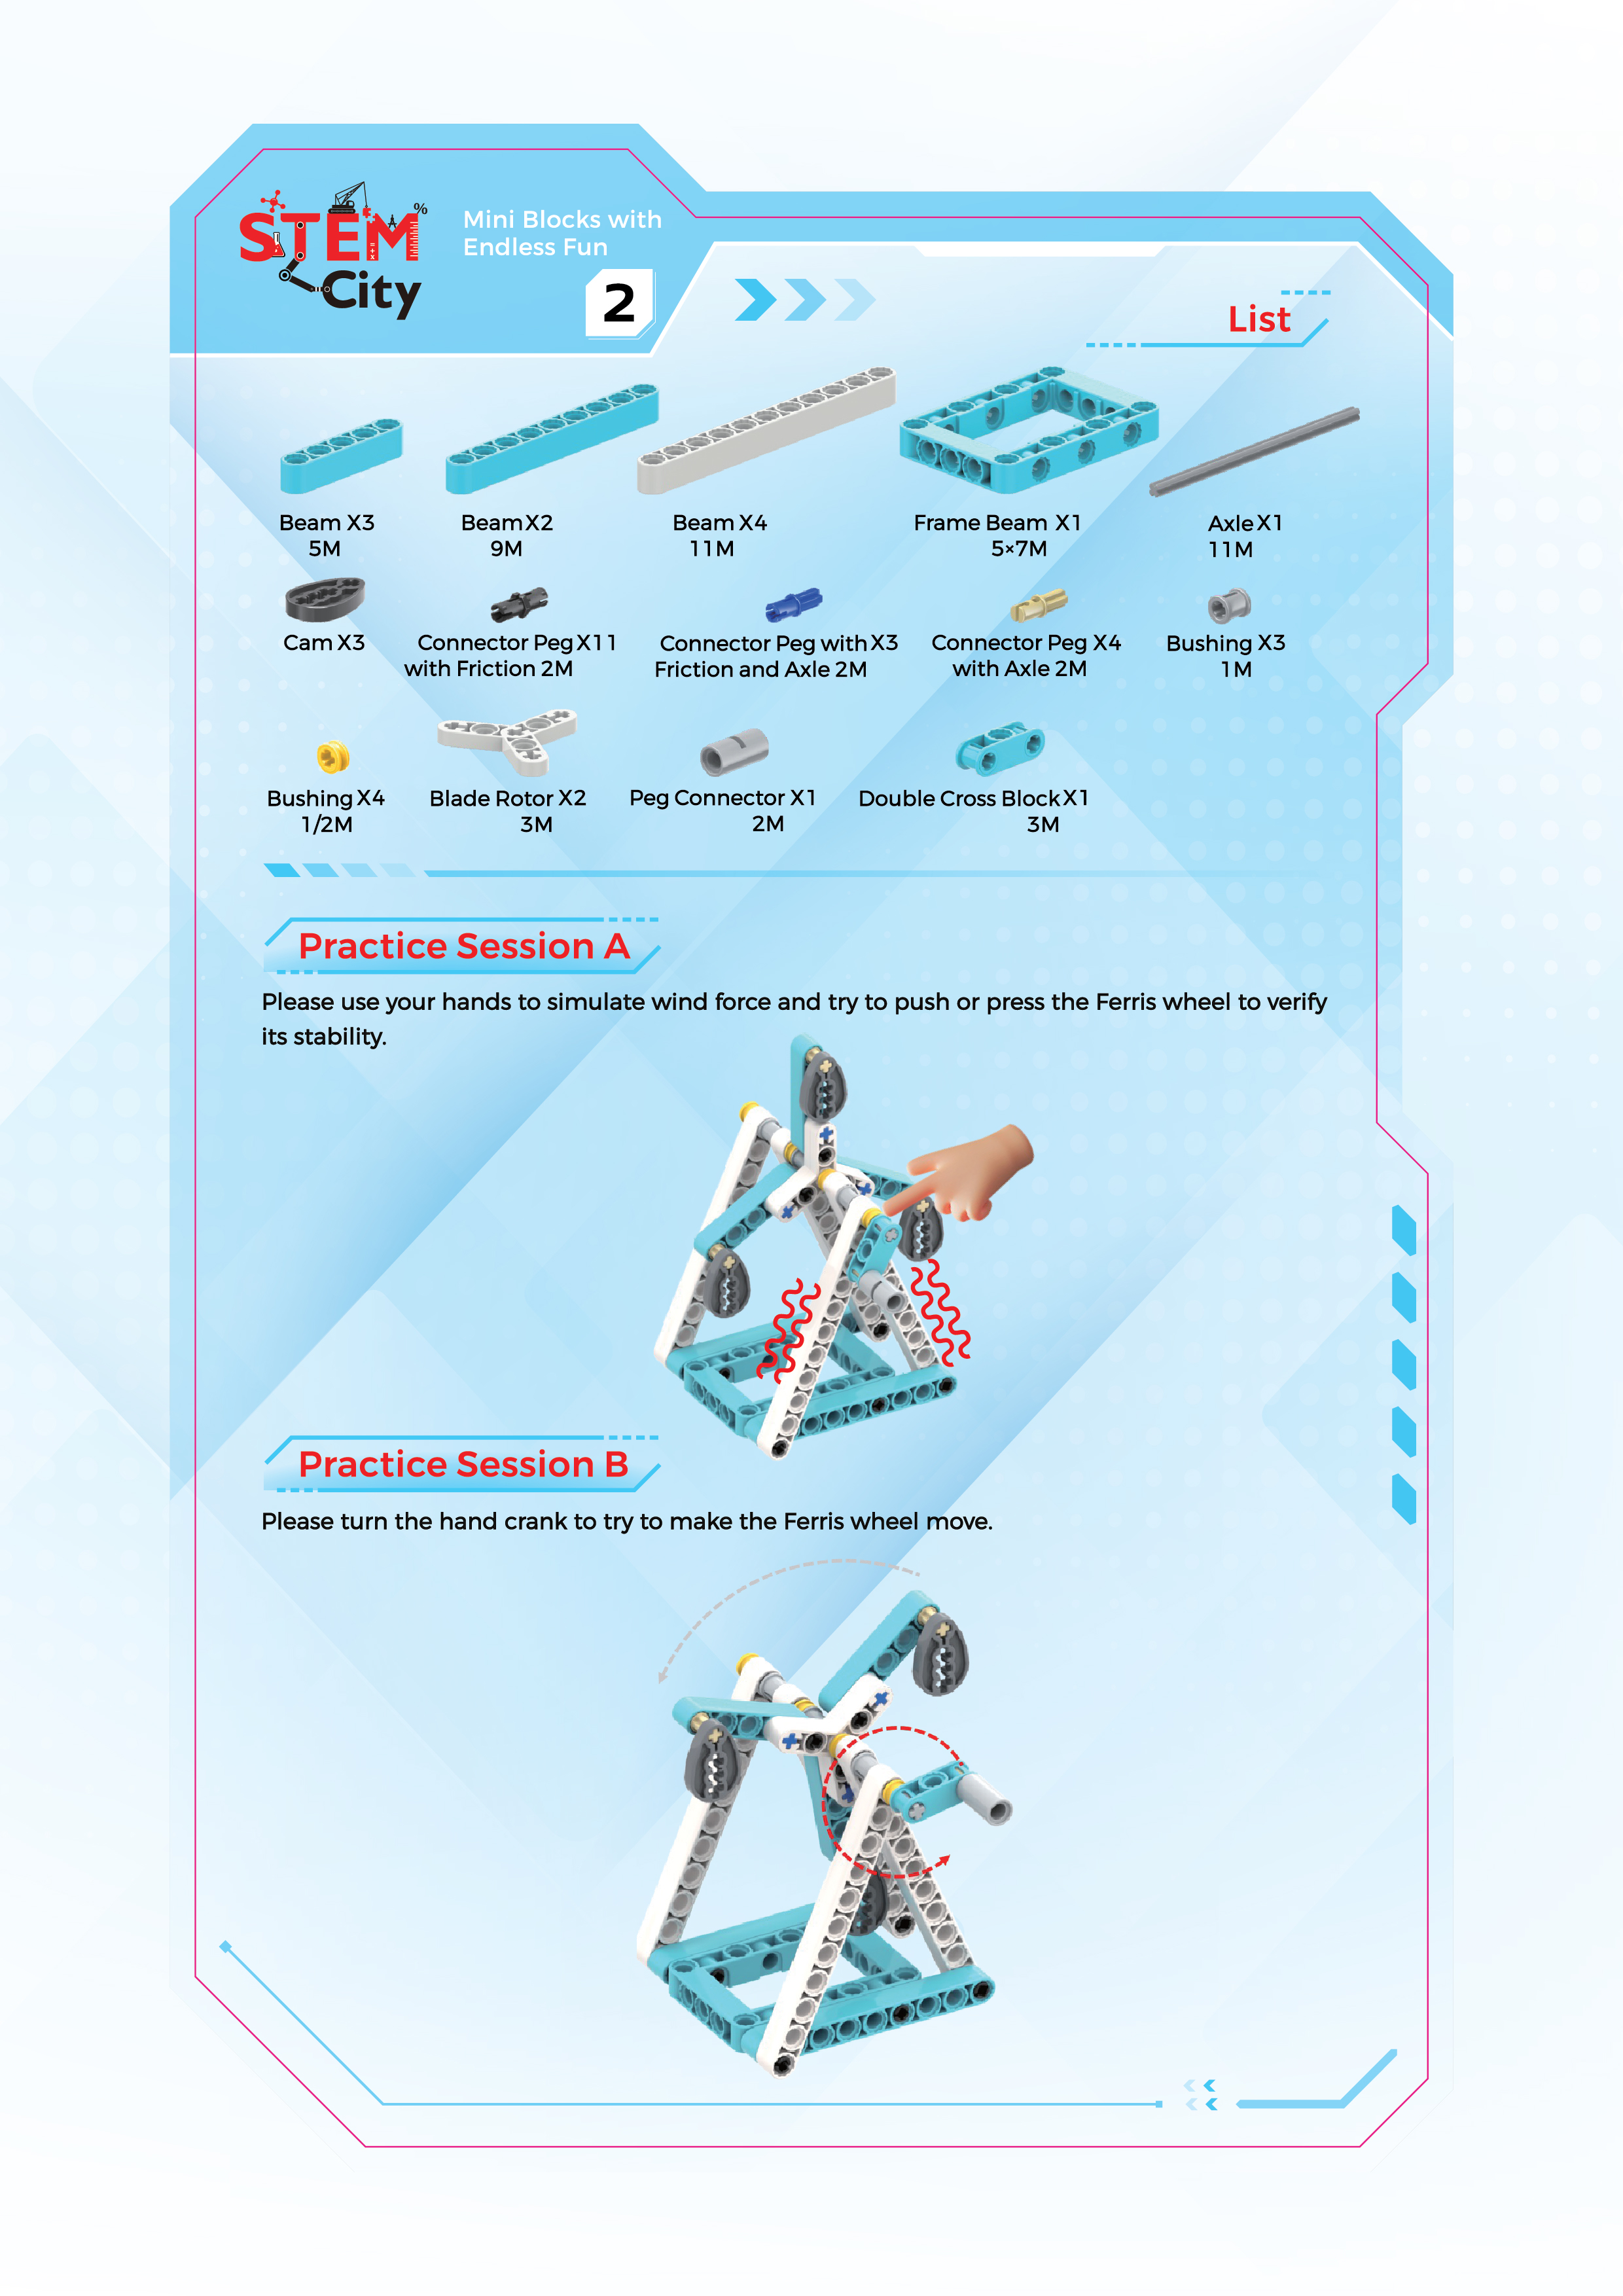 STEM
%
City
Mini Blocks with
Endless Fun
2
List
Beam X3
5M
Beam X2
9M
Beam X4
11M
Frame Beam X1
5×7M
Axle X1
11M
Cam X3
Connector Peg X11
with Friction 2M
Connector Peg with X3
Friction and Axle 2M
Connector Peg X4
with Axle 2M
Bushing X3
1M
Bushing X4
1/2M
Blade Rotor X2
3M
Peg Connector X1
2M
Double Cross Block X1
3M
Practice Session A
Please use your hands to simulate wind force and try to push or press the Ferris wheel to verify
its stability.
Practice Session B
Please turn the hand crank to try to make the Ferris wheel move.